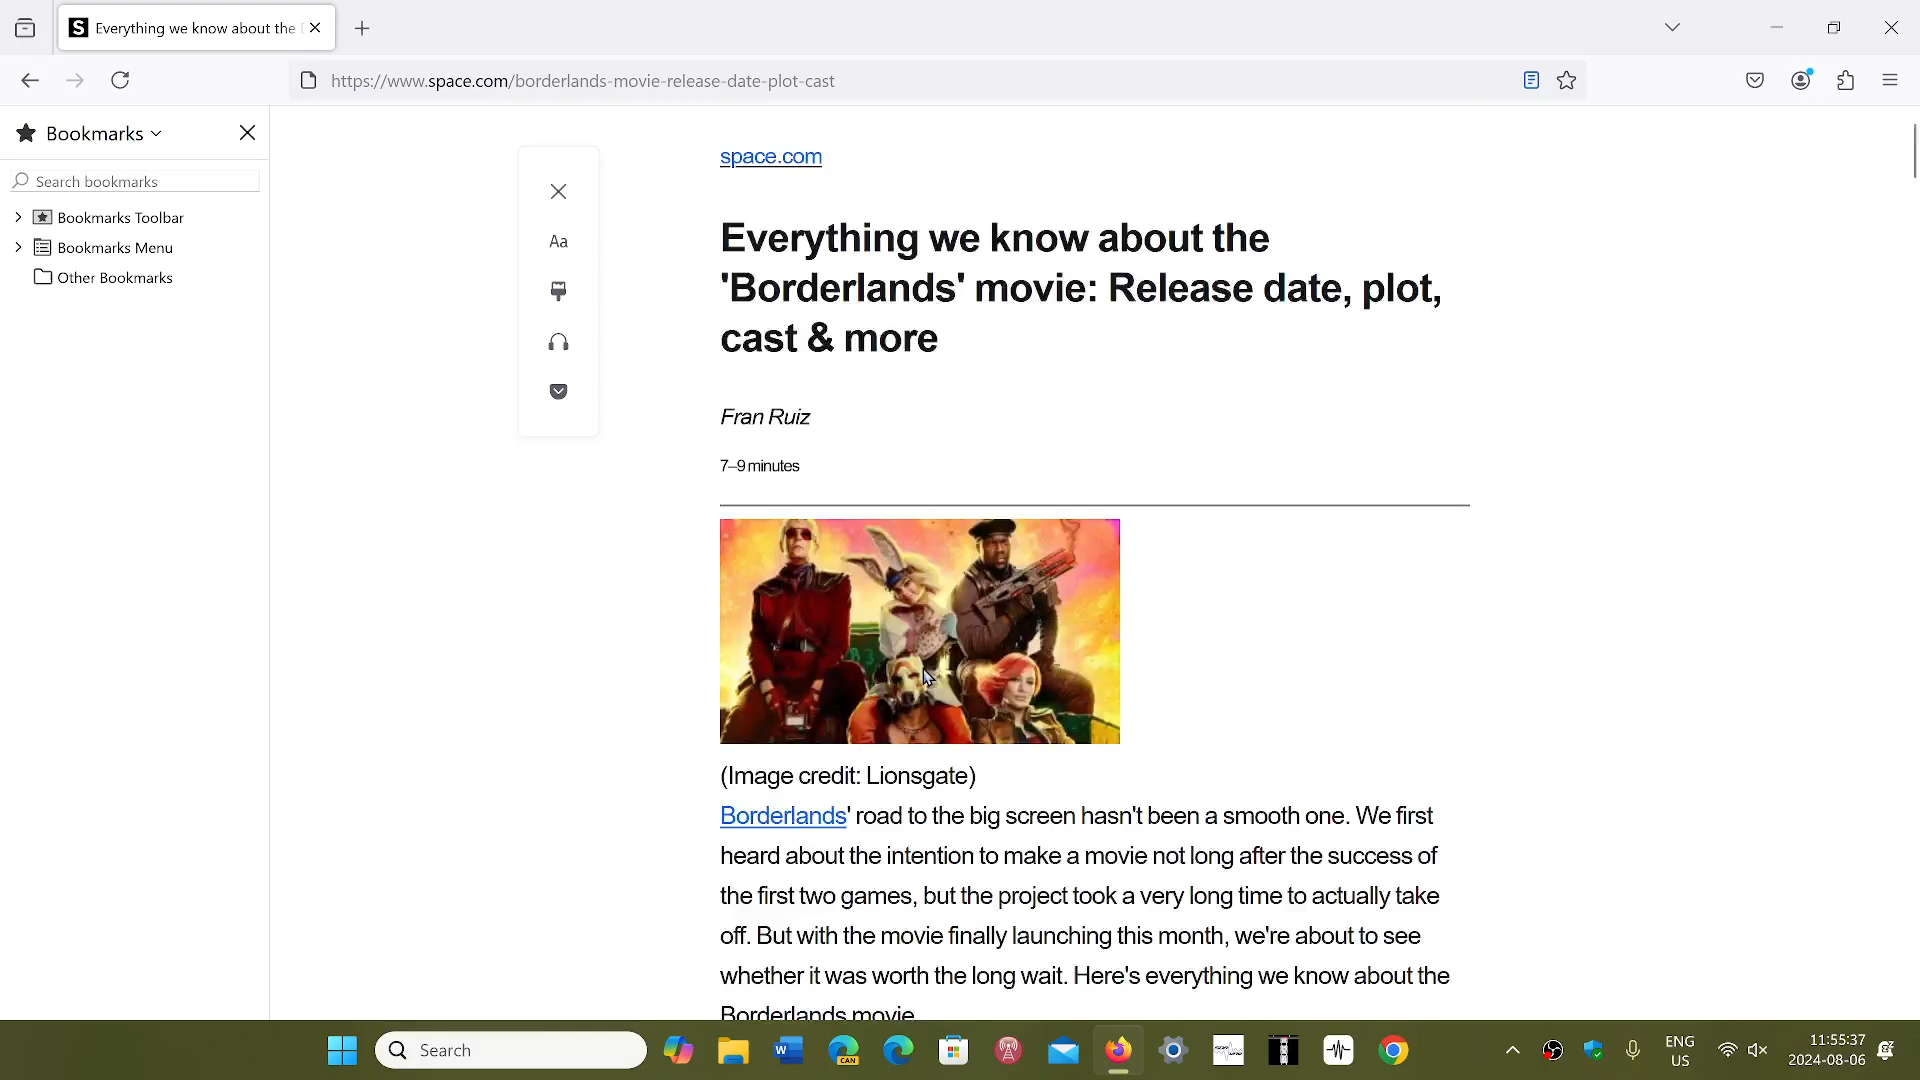 Everything we know about the
https://www.space.com/borderlands-movie-release-date-plot-cast
Bookmarks
Search bookmarks
Bookmarks Toolbar
Bookmarks Menu
Other Bookmarks
Aa
space.com
Everything we know about the
'Borderlands' movie: Release date, plot,
cast & more
Fran Ruiz
7–9 minutes
(Image credit: Lionsgate)
Borderlands' road to the big screen hasn't been a smooth one. We first
heard about the intention to make a movie not long after the success of
the first two games, but the project took a very long time to actually take
off. But with the movie finally launching this month, we're about to see
whether it was worth the long wait. Here's everything we know about the
Borderlands movie.
Search
CAN
ENG
US
11:55:37
2024-08-06